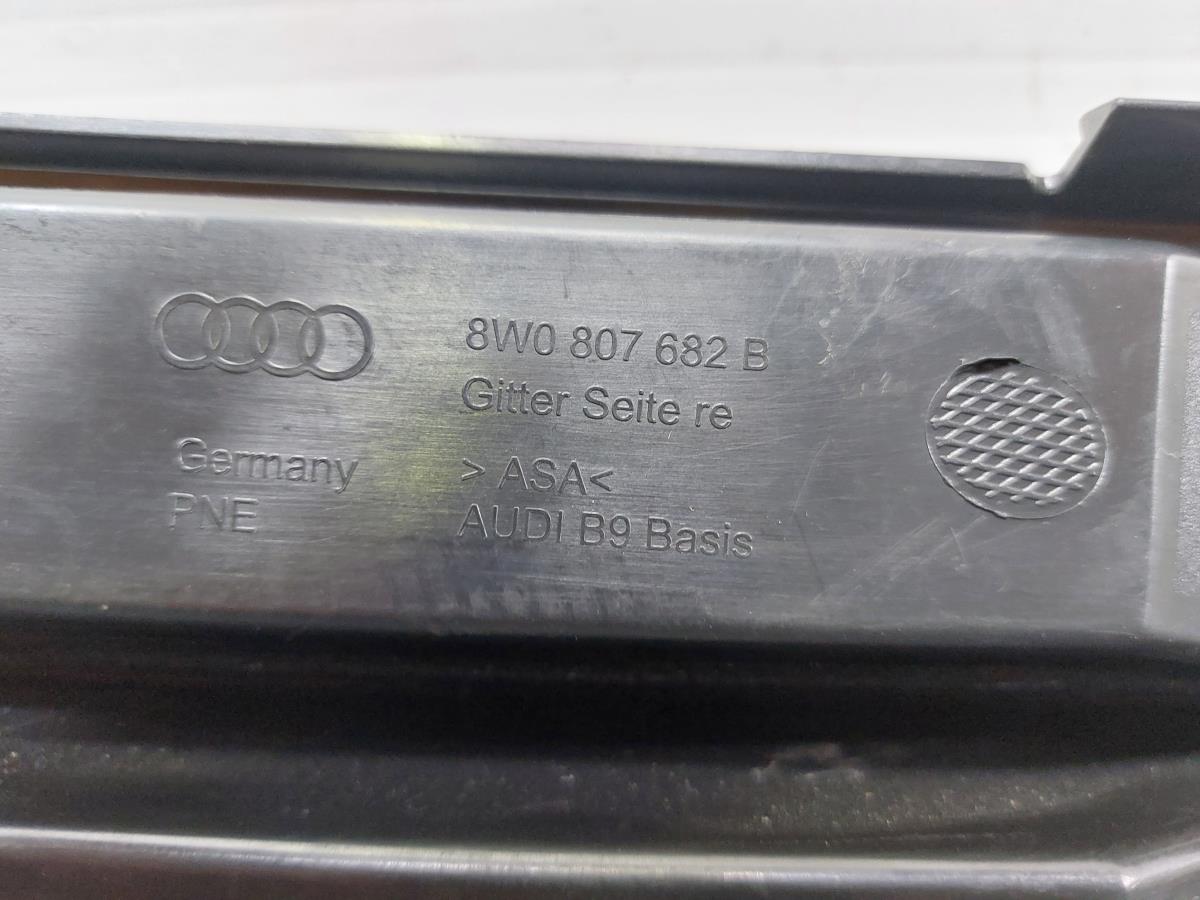 8W0 807 682 B
Gitter Seite re
Germany
PNE
> ASA<
AUDI B9 Basis